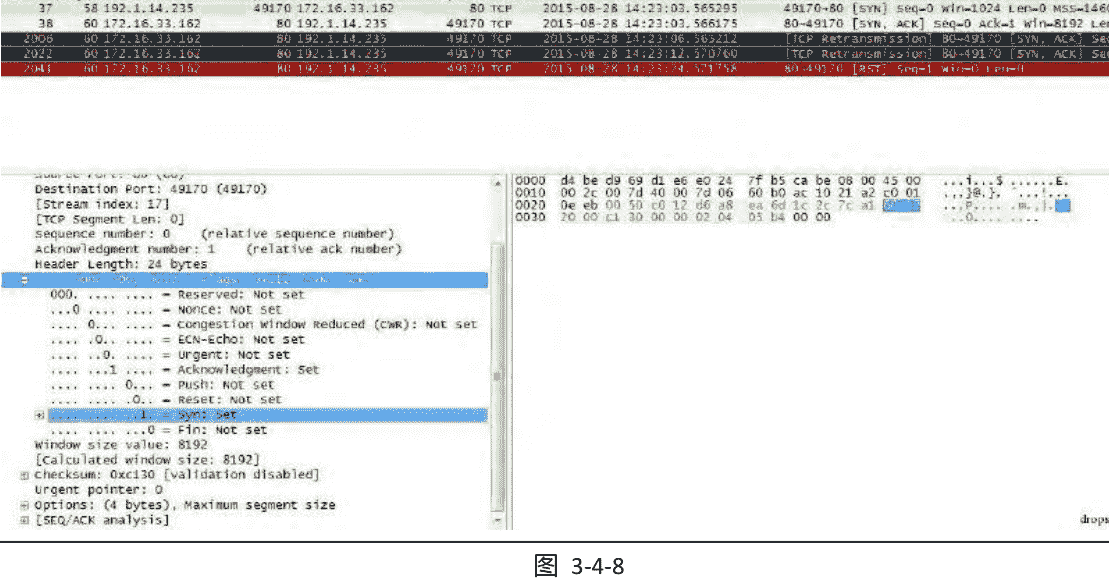 37 58 192.1.14.235 49170 172.16.33.162 80 TCP 2015-08-28 14:23:03.565295 49170→80 [SYN] Seq=0 Win=1024 Len=0 MSS=146
38 60 172.16.33.162 80 192.1.14.235 49170 TCP 2015-08-28 14:23:03.566175 80→49170 [SYN, ACK] Seq=0 Ack=1 Win=8192 Le
60 172.16.33.162 80 192.1.14.235 49170 TCP 2015-08-28 14:23:06.565212 [TCP Retransmission] 80→49170 [SYN, ACK] Se
2022 60 172.16.33.162 80 192.1.14.235 49170 TCP 2015-08-28 14:23:12.570760 [TCP Retransmission] 80→49170 [SYN, ACK] Se
60 172.16.33.162 80 192.1.14.235 49170 TCP 2015-08-28 14:23:24.571758 80→49170 [RST] Seq=1 Win=0 Len=0
Source Port: 80 (80)
Destination Port: 49170 (49170)
[Stream index: 17]
[TCP Segment Len: 0]
Sequence number: 0 (relative sequence number)
Acknowledgment number: 1 (relative ack number)
Header Length: 24 bytes
000. .... .... = Reserved: Not set
...0 .... .... = Nonce: Not set
.... 0... .... = Congestion Window Reduced (CWR): Not set
.... .0.. .... = ECN-Echo: Not set
.... ..0. .... = Urgent: Not set
.... ...1 .... = Acknowledgment: Set
.... .... 0... = Push: Not set
.... .... .0.. = Reset: Not set
.... .... ..1. = Syn: Set
.... .... ...0 = Fin: Not set
Window size value: 8192
[Calculated window size: 8192]
Checksum: 0xc130 [validation disabled]
Urgent pointer: 0
Options: (4 bytes), Maximum segment size
[SEQ/ACK analysis]
0000 d4 be d9 69 d1 e6 e0 24 7f b5 ca be 08 00 45 00 ...i...$ ......E.
0010 00 2c 00 7d 40 00 7d 06 60 b0 ac 10 21 a2 c0 01 .,.}@.}. `...!...
0020 0e eb 00 50 c0 12 d6 a8 ea 6d 1c 2c 7c a1 ...P.... .m.,|.
0030 20 00 c1 30 00 00 02 04 05 b4 00 00 ..0..... ....
drops
图 3-4-8